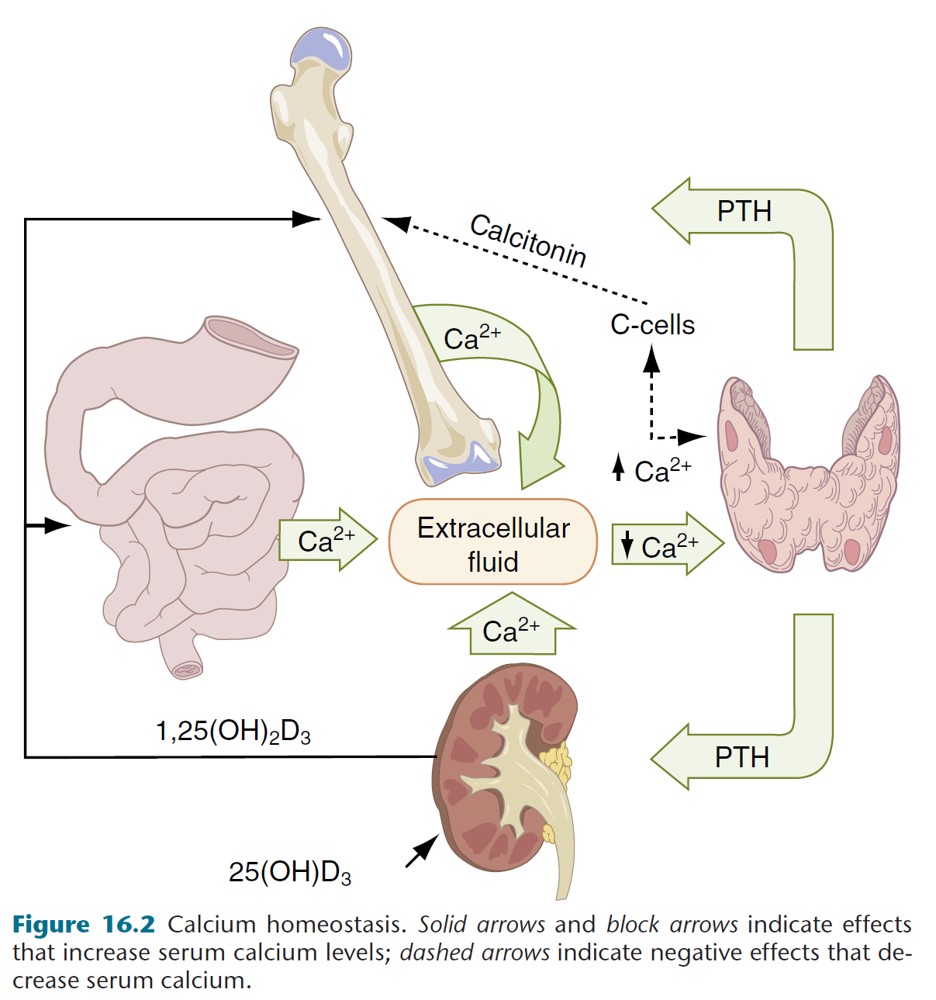 PTH
Calcitonin
C-cells
Ca²⁺
Ca²⁺
Ca²⁺
Extracellular
fluid
Ca²⁺
Ca²⁺
1,25(OH)₂D₃
PTH
25(OH)D₃
Figure 16.2 Calcium homeostasis. Solid arrows and block arrows indicate effects
that increase serum calcium levels; dashed arrows indicate negative effects that de-
crease serum calcium.